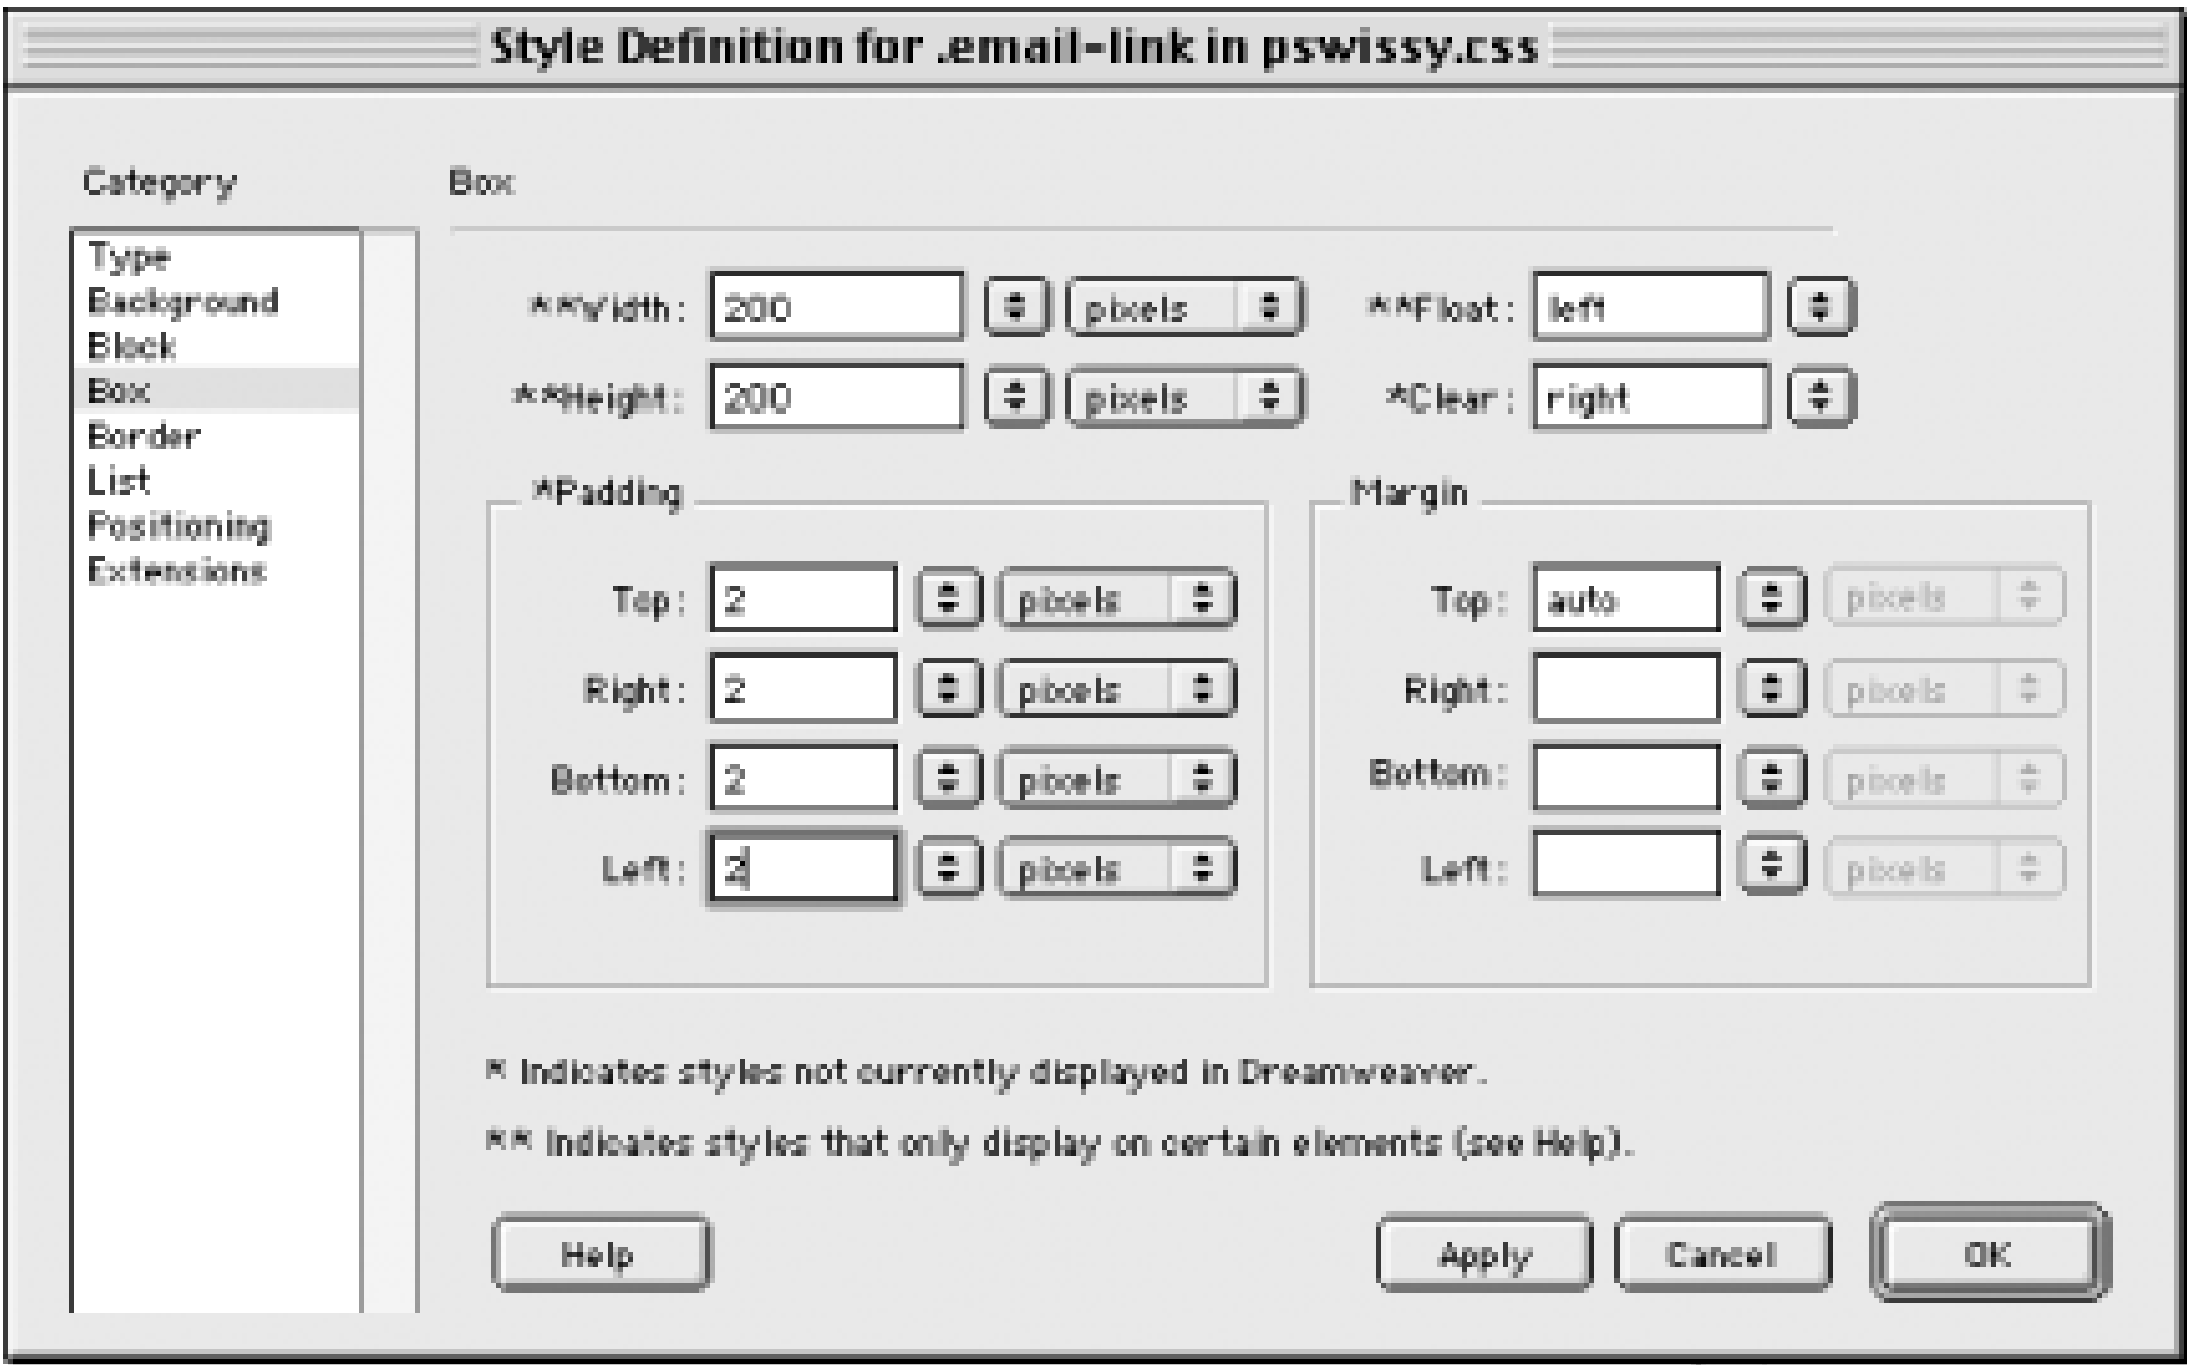 Style Definition for .email-link in pswissy.css
Category
Type
Background
Block
Box
Border
List
Positioning
Extensions
Box
**Width: 200 pixels **Float: left
**Height: 200 pixels *Clear: right
*Padding
Top: 2 pixels
Right: 2 pixels
Bottom: 2 pixels
Left: 2 pixels
Margin
Top: auto pixels
Right: pixels
Bottom: pixels
Left: pixels
* Indicates styles not currently displayed in Dreamweaver.
** Indicates styles that only display on certain elements (see Help).
Help Apply Cancel OK